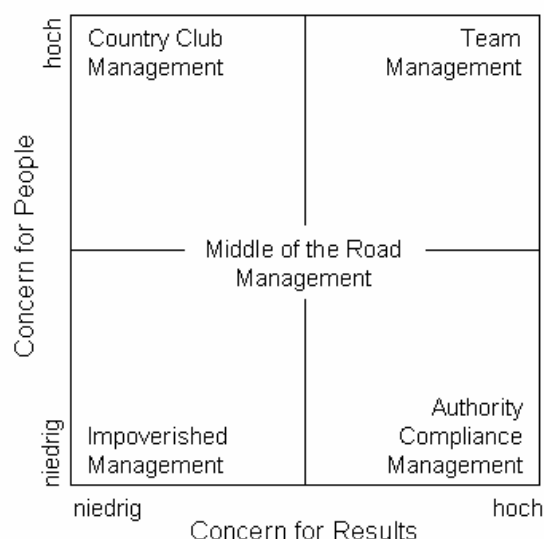 hoch
Country Club
Management
Team
Management
Concern for People
Middle of the Road
Management
niedrig
Impoverished
Management
Authority
Compliance
Management
niedrig
hoch
Concern for Results